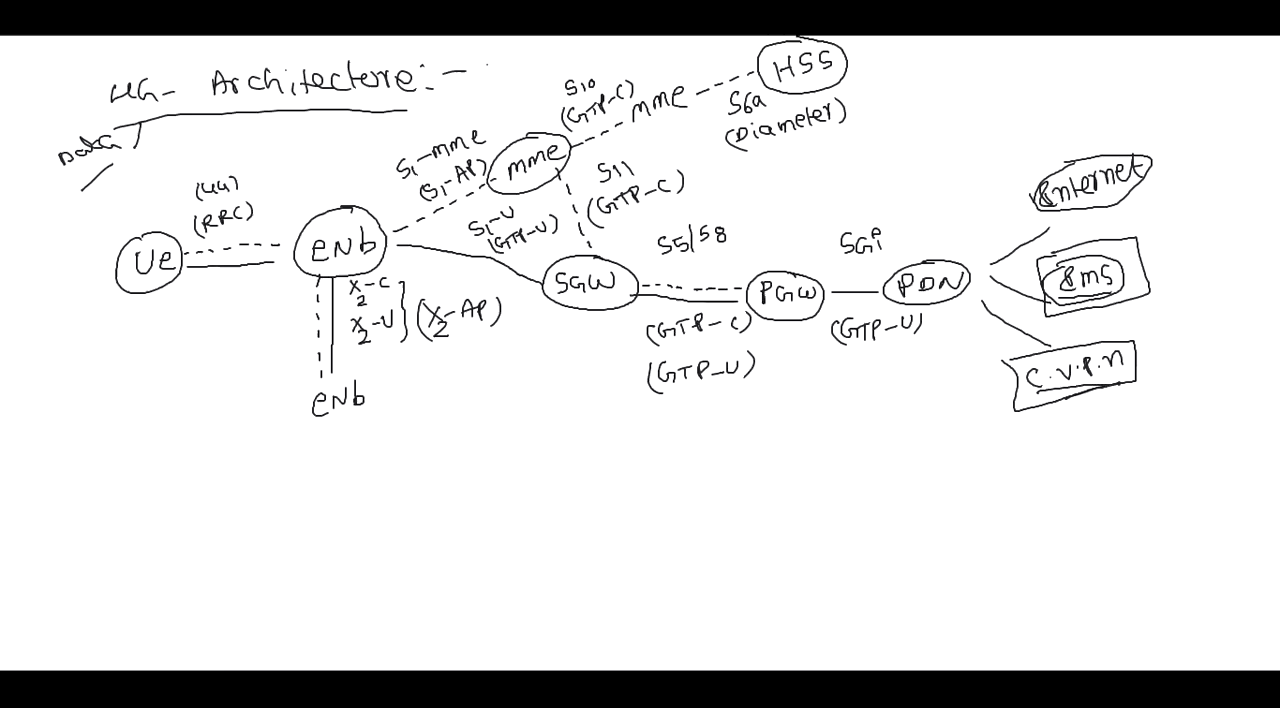 4G- Architecture:-
Data
HSS
S10
(GTP-C)
mme
S6a
(Diameter)
S1-mme
(S1-AP)
mme
S11
(GTP-C)
(RRC)
S1-U
(GTP-U)
Ue
eNb
S5/S8
SGi
Internet
SGW
PGW
PDN
ims
X2-C
X2-U
(X2-AP)
(GTP-C)
(GTP-U)
(GTP-U)
C.V.P.n
eNb